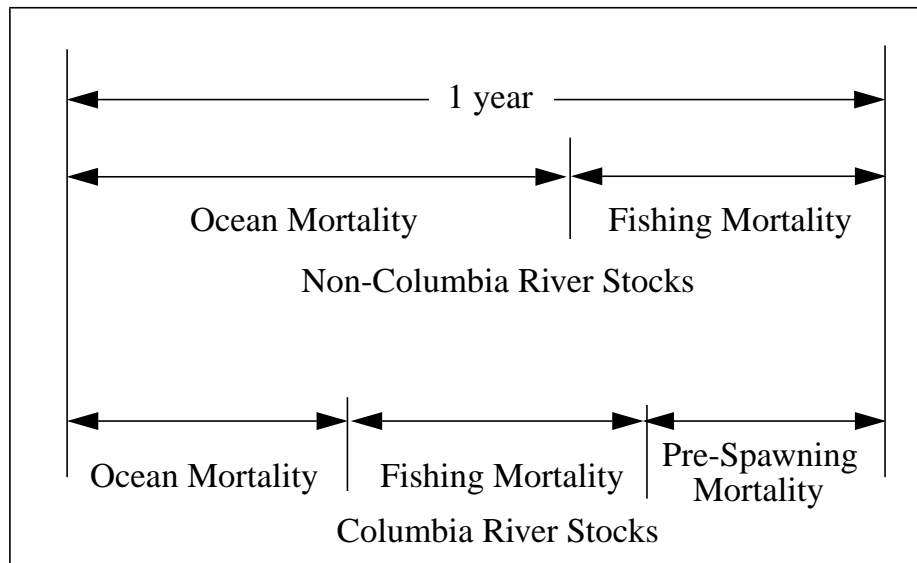 1 year
Ocean Mortality
Fishing Mortality
Non-Columbia River Stocks
Ocean Mortality
Fishing Mortality
Pre-Spawning
Mortality
Columbia River Stocks